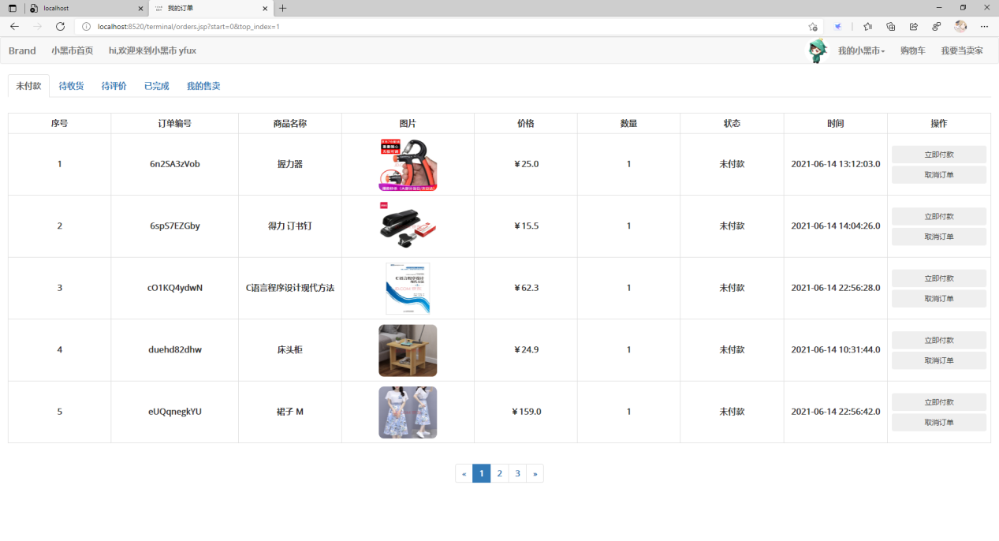 localhost
我的订单
localhost:8520/terminal/orders.jsp?start=0&top_index=1
Brand 小黑市首页 hi,欢迎来到小黑市 yfux 我的小黑市 购物车 我要当卖家
未付款 待收货 待评价 已完成 我的售卖
序号 订单编号 商品名称 图片 价格 数量 状态 时间 操作
1 6n2SA3zVob 握力器 ¥25.0 1 未付款 2021-06-14 13:12:03.0
立即付款
取消订单
2 6spS7EZGby 得力 订书钉 ¥15.5 1 未付款 2021-06-14 14:04:26.0
立即付款
取消订单
3 cO1KQ4ydwN C语言程序设计现代方法 ¥62.3 1 未付款 2021-06-14 22:56:28.0
C语言程序设计
现代方法
立即付款
取消订单
4 duehd82dhw 床头柜 ¥24.9 1 未付款 2021-06-14 10:31:44.0
立即付款
取消订单
5 eUQqnegkYU 裙子 M ¥159.0 1 未付款 2021-06-14 22:56:42.0
立即付款
取消订单
« 1 2 3 »